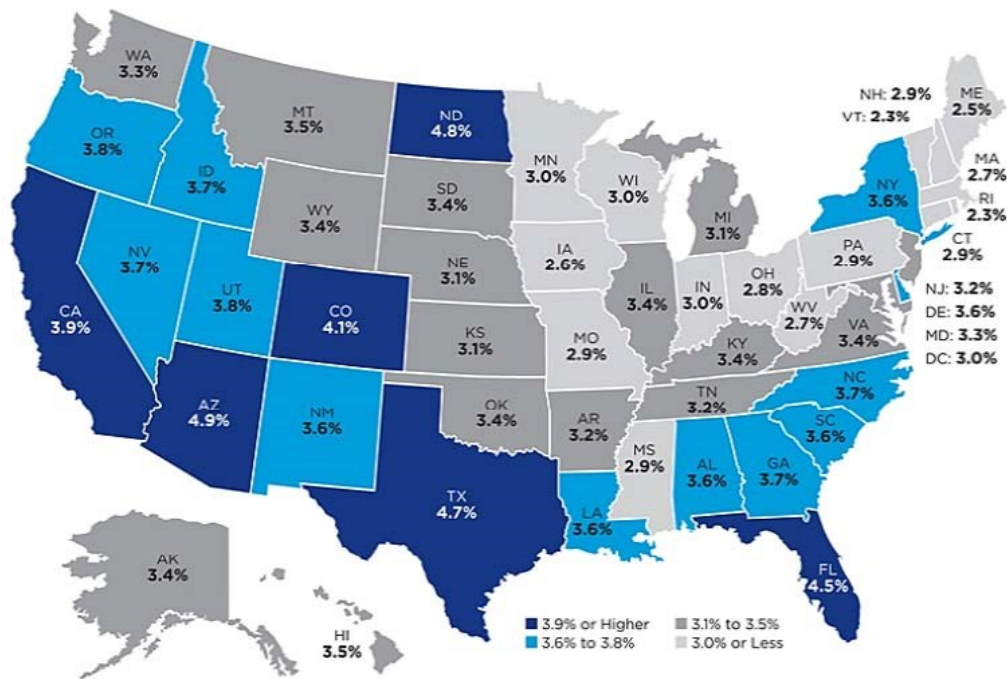 WA
3.3%
MT
3.5%
ND
4.8%
MN
3.0%
NH: 2.9%
VT: 2.3%
ME
2.5%
OR
3.8%
ID
3.7%
WY
3.4%
SD
3.4%
WI
3.0%
MI
3.1%
NY
3.6%
MA
2.7%
RI
2.3%
CT
2.9%
NV
3.7%
UT
3.8%
CO
4.1%
NE
3.1%
IA
2.6%
IL
3.4%
IN
3.0%
OH
2.8%
PA
2.9%
NJ: 3.2%
DE: 3.6%
MD: 3.3%
DC: 3.0%
CA
3.9%
KS
3.1%
MO
2.9%
KY
3.4%
WV
2.7%
VA
3.4%
AZ
4.9%
NM
3.6%
OK
3.4%
AR
3.2%
TN
3.2%
NC
3.7%
SC
3.6%
TX
4.7%
LA
3.6%
MS
2.9%
AL
3.6%
GA
3.7%
FL
4.5%
AK
3.4%
HI
3.5%
3.9% or Higher
3.6% to 3.8%
3.1% to 3.5%
3.0% or Less